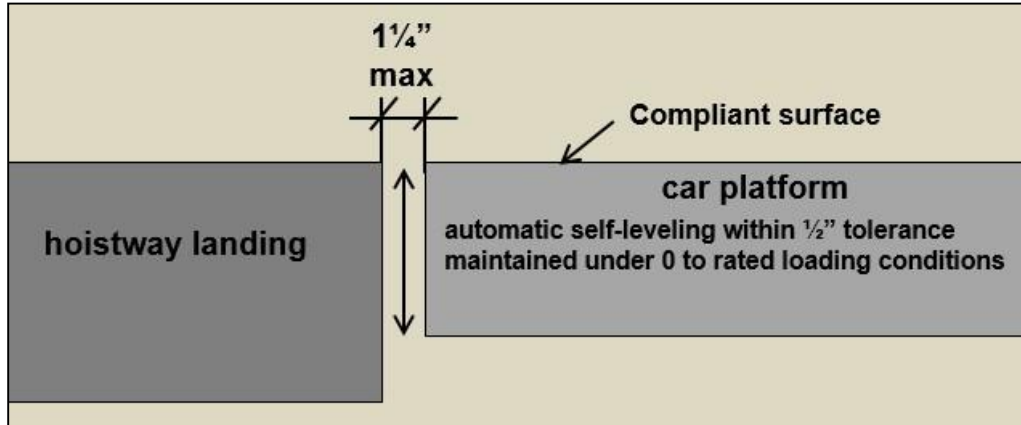 1¼”
max
Compliant surface
car platform
hoistway landing
automatic self-leveling within ½” tolerance
maintained under 0 to rated loading conditions